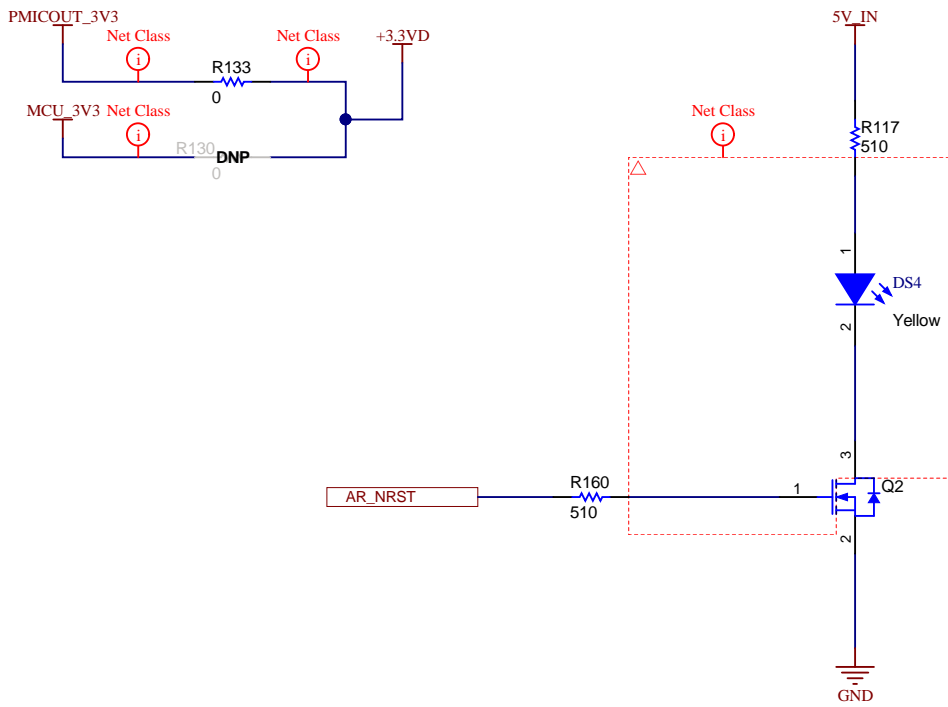 PMICOUT_3V3
Net Class
i
Net Class
i
+3.3VD
R133
0
MCU_3V3
Net Class
i
R130
DNP
0
5V_IN
Net Class
i
R117
510
1
DS4
Yellow
2
3
AR_NRST
R160
510
1
Q2
2
GND